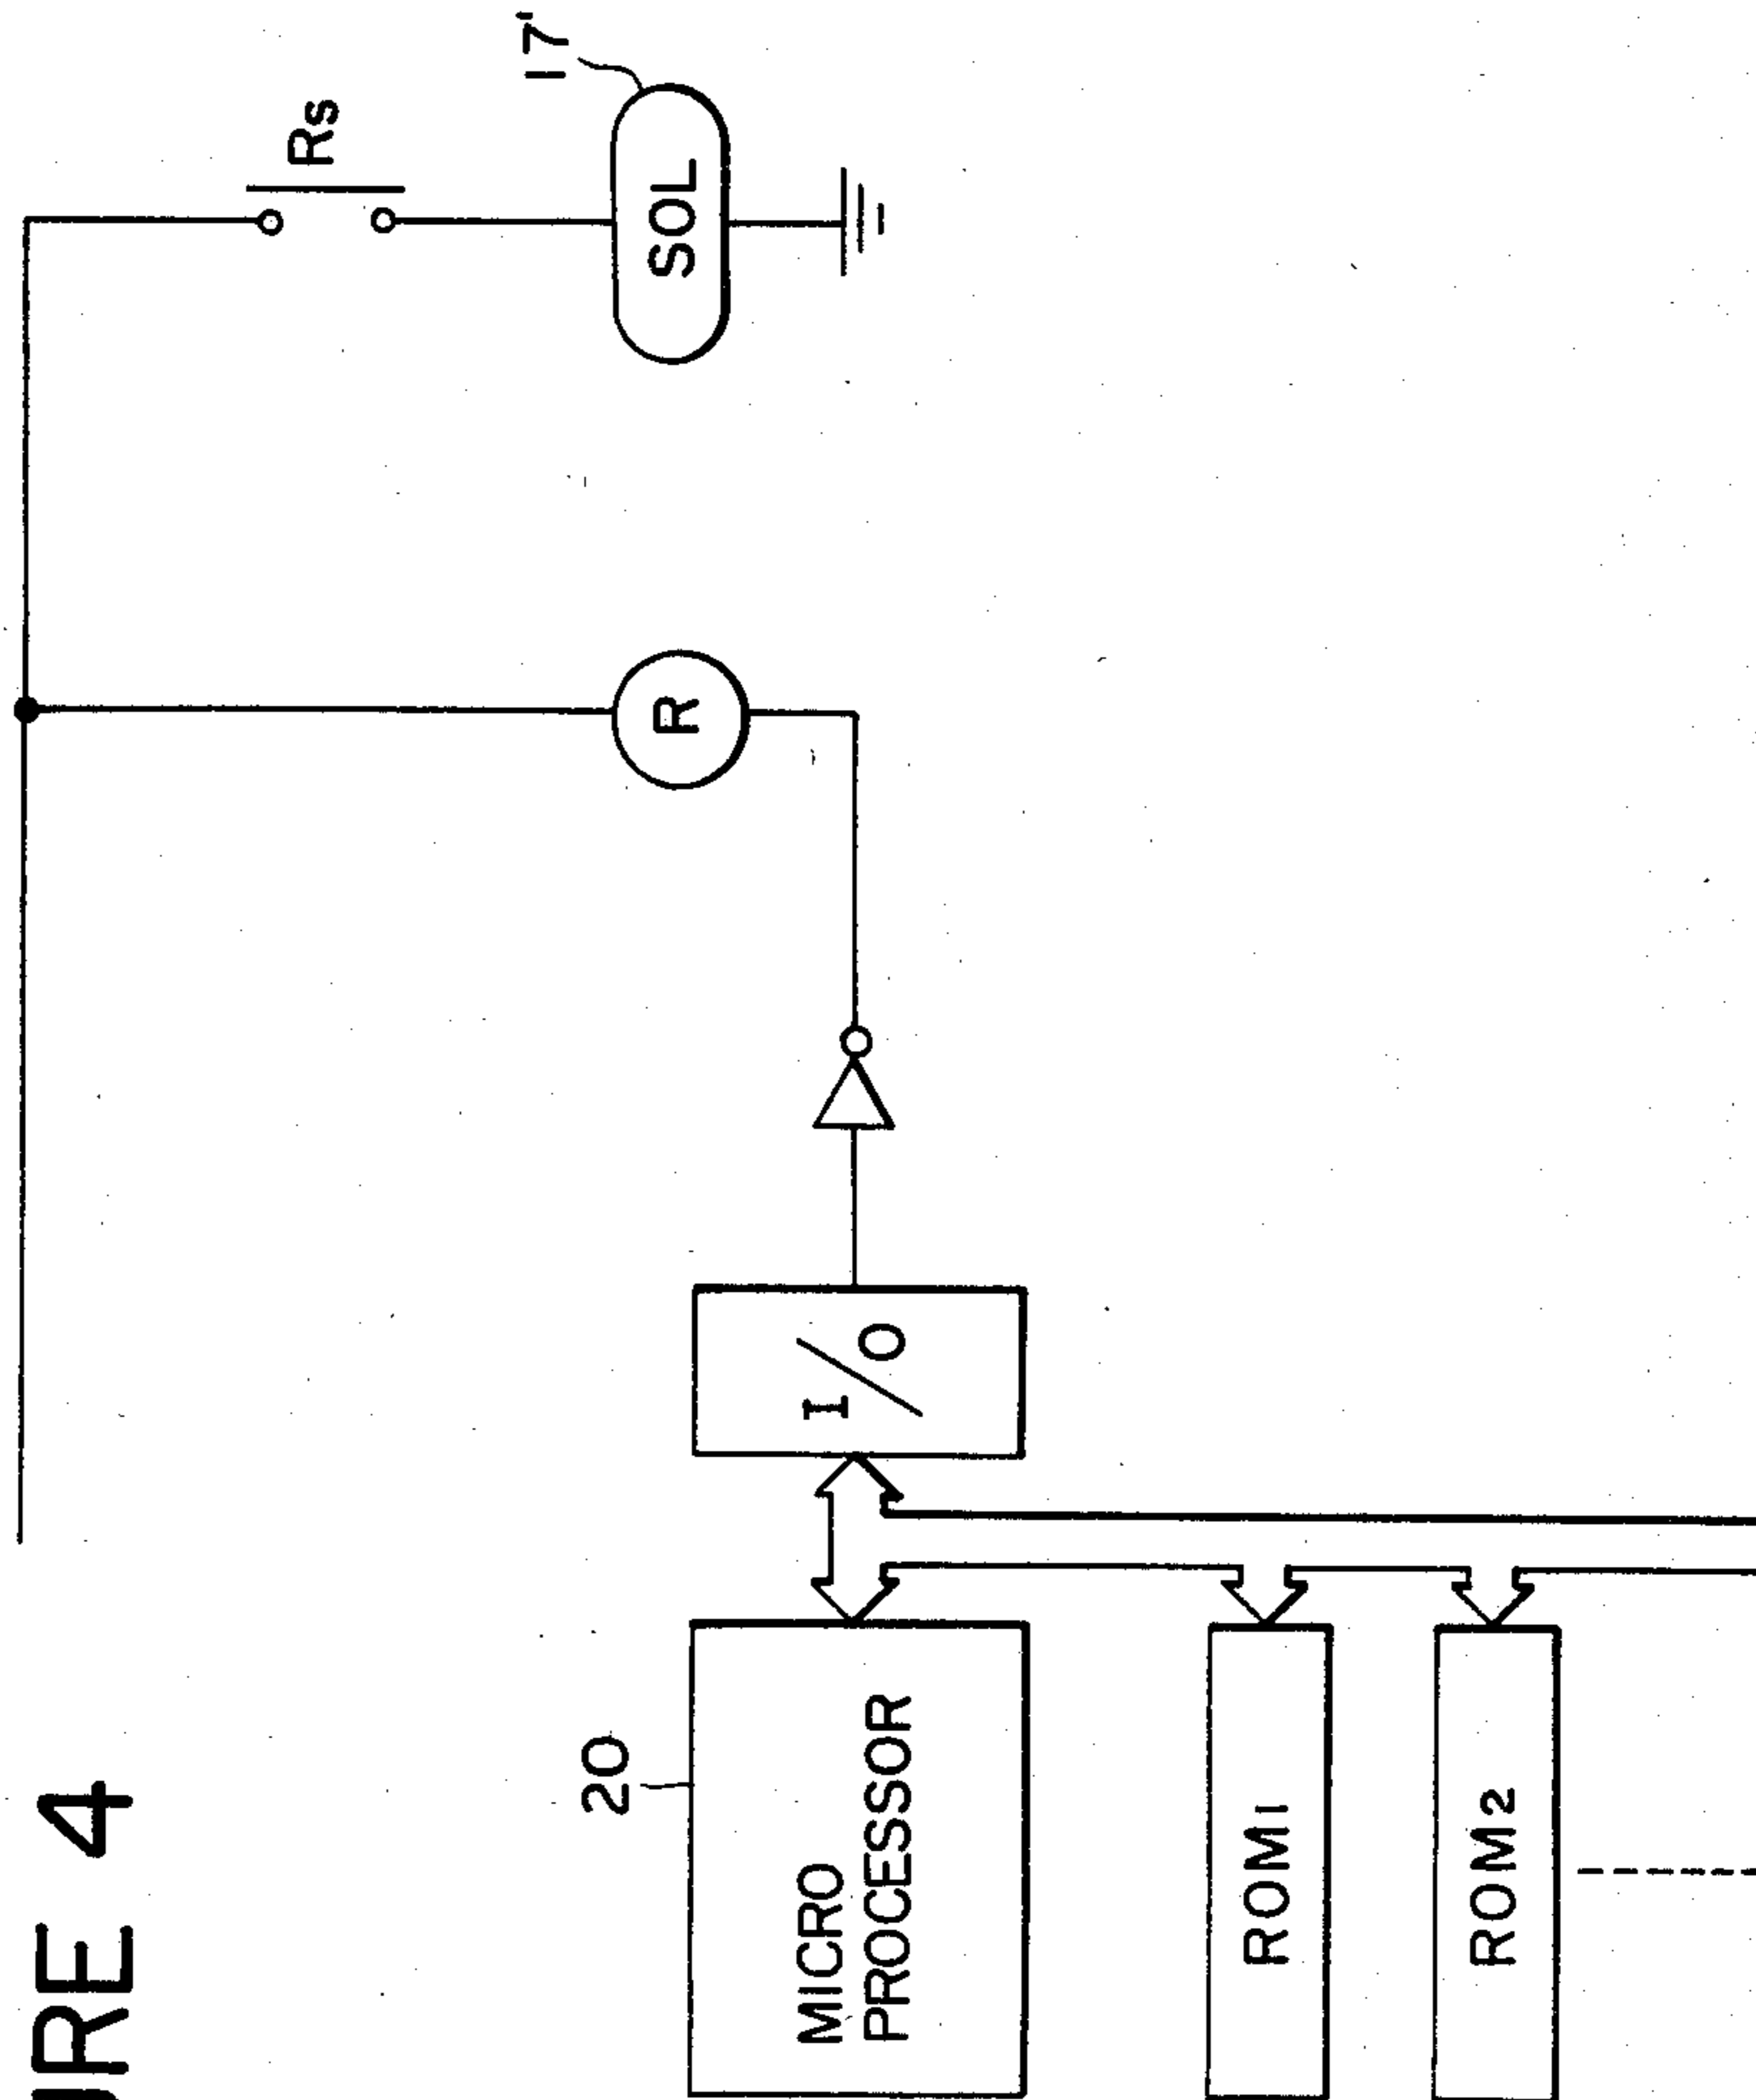 URE 4
17'
Rs
SOL
R
I/O
20
MICRO
PROCESSOR
ROM1
ROM2